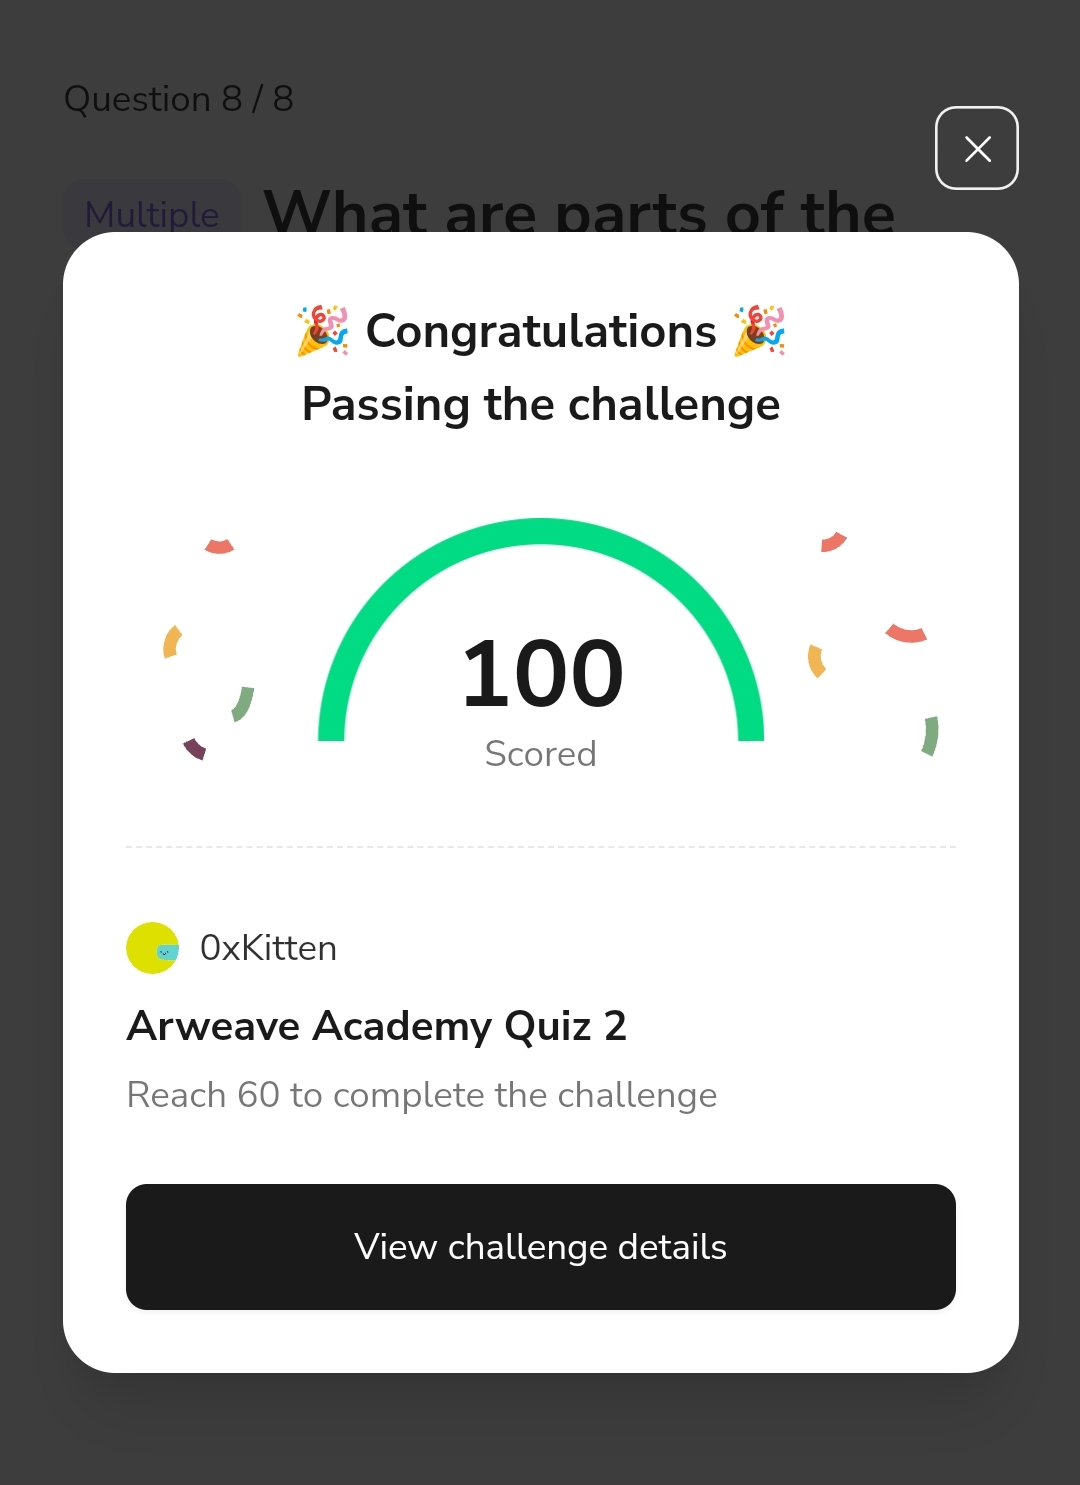 Question 8 / 8
Multiple What are parts of the
🎉 Congratulations 🎉
Passing the challenge
100
Scored
0xKitten
Arweave Academy Quiz 2
Reach 60 to complete the challenge
View challenge details